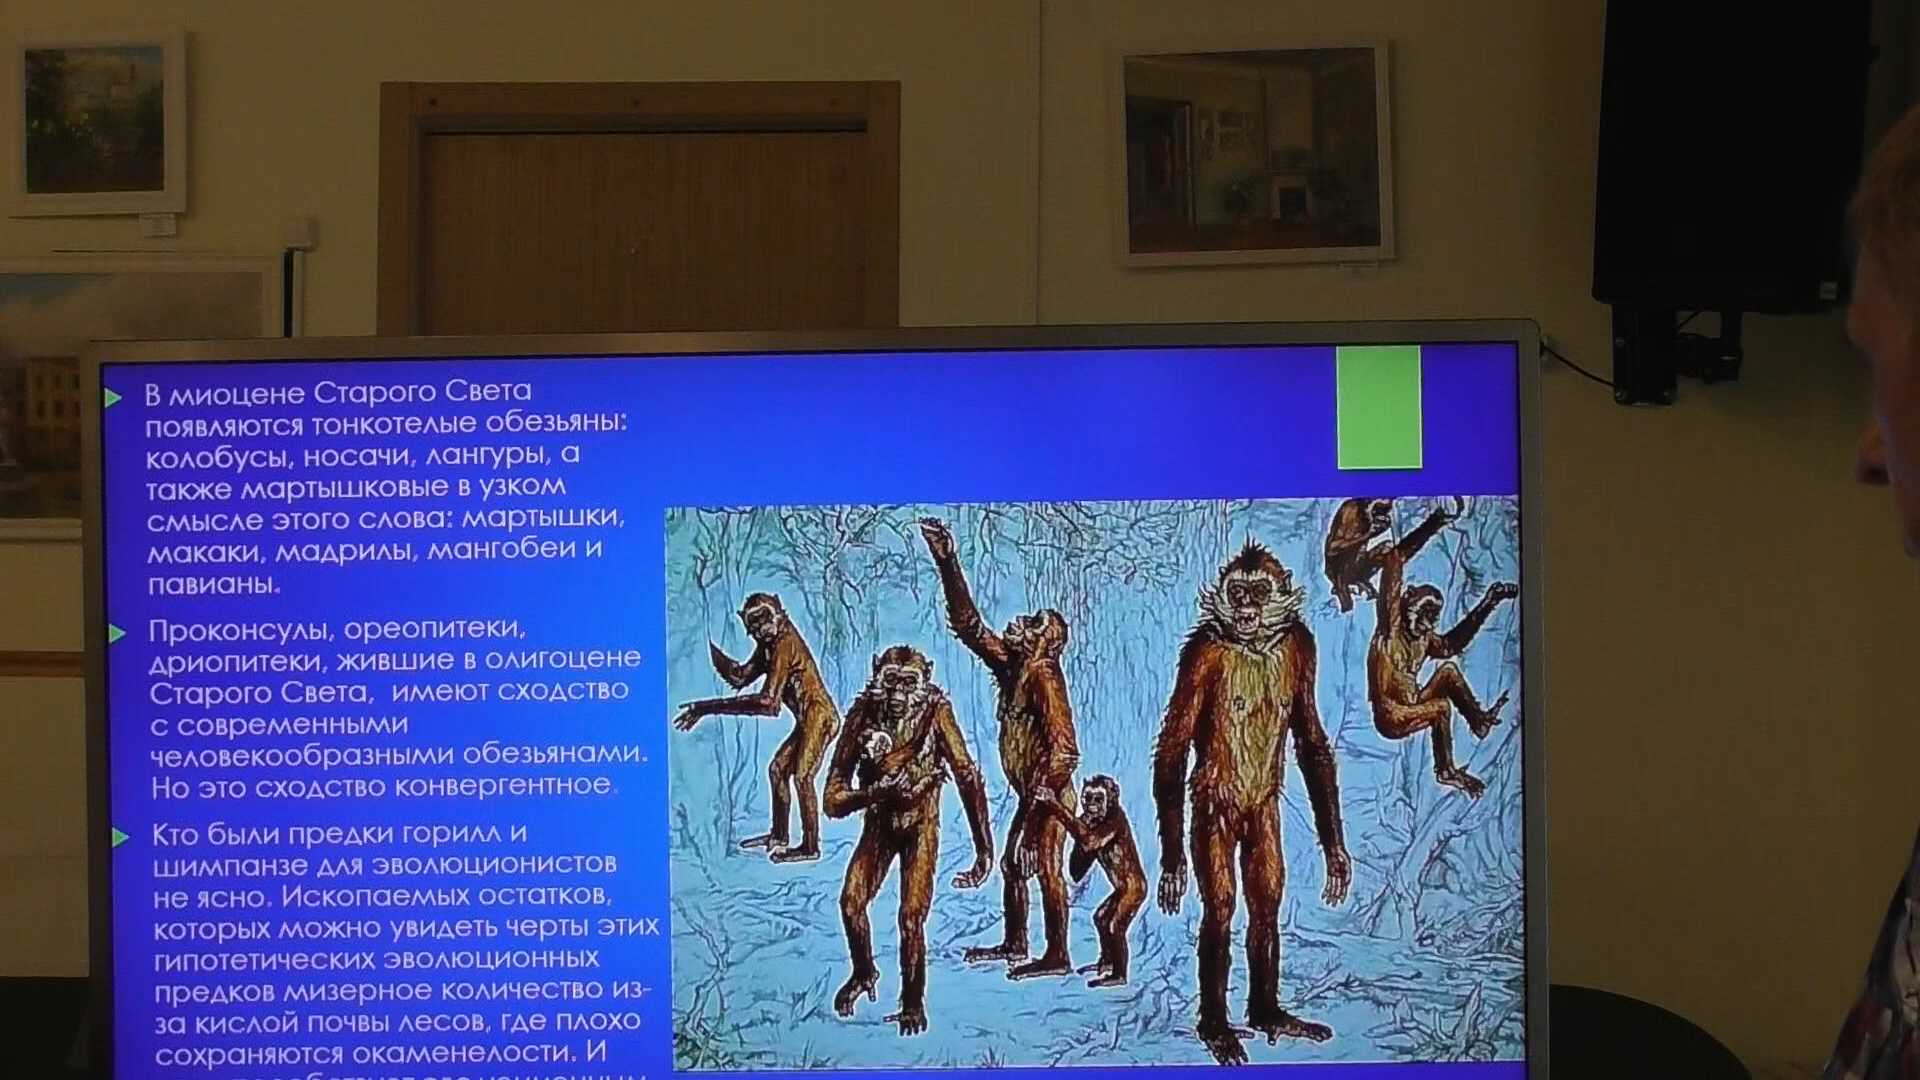 В миоцене Старого Света
появляются тонкотелые обезьяны:
колобусы, носачи, лангуры, а
также мартышковые в узком
смысле этого слова: мартышки,
макаки, мадрилы, мангобеи и
павианы.
Проконсулы, ореопитеки,
дриопитеки, жившие в олигоцене
Старого Света, имеют сходство
с современными
человекообразными обезьянами.
Но это сходство конвергентное.
Кто были предки горилл и
шимпанзе для эволюционистов
не ясно. Ископаемых остатков,
которых можно увидеть черты этих
гипотетических эволюционных
предков мизерное количество из-
за кислой почвы лесов, где плохо
сохраняются окаменелости. И